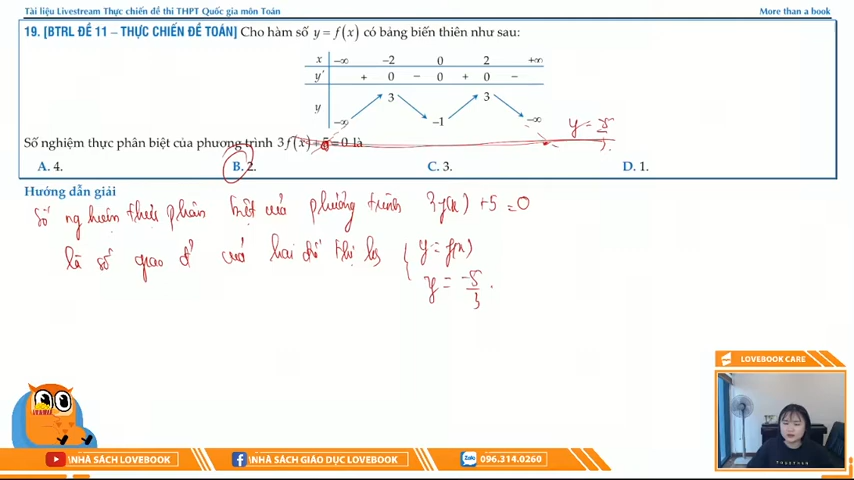 Tài liệu Livestream Thực chiến đề thi THPT Quốc gia môn Toán
More than a book
19. [BTRL ĐỀ 11 – THỰC CHIẾN ĐỀ TOÁN] Cho hàm số y = f(x) có bảng biến thiên như sau:
x −∞ −2 0 2 +∞
y' + 0 − 0 + 0 −
y −∞ 3 −1 3 −∞
y = -5/3
Số nghiệm thực phân biệt của phương trình 3f(x)+5=0 là
A. 4. B. 2. C. 3. D. 1.
Hướng dẫn giải
Số nghiệm thực phân biệt của phương trình 3f(x) + 5 = 0
là số giao đ' của hai đồ thị hs { y = f(x)
y = -5/3.
LOVEBOOK CARE
NHÀ SÁCH LOVEBOOK
NHÀ SÁCH GIÁO DỤC LOVEBOOK
Zalo
096.314.0260